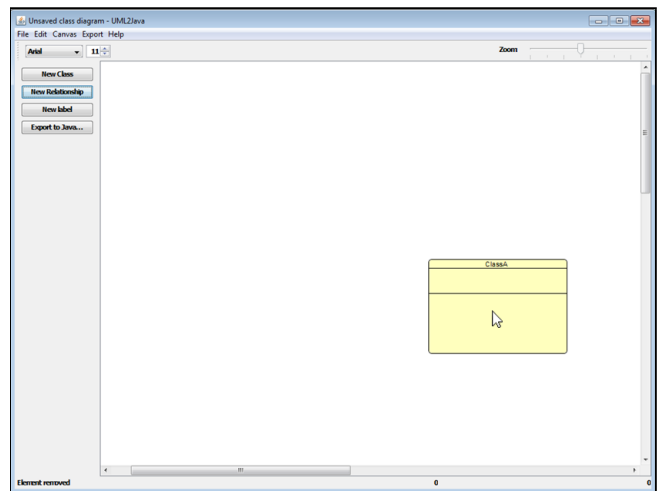 Unsaved class diagram - UML2Java
File Edit Canvas Export Help
Arial 11 Zoom
New Class
New Relationship
New label
Export to Java...
ClassA
Element removed 0 0